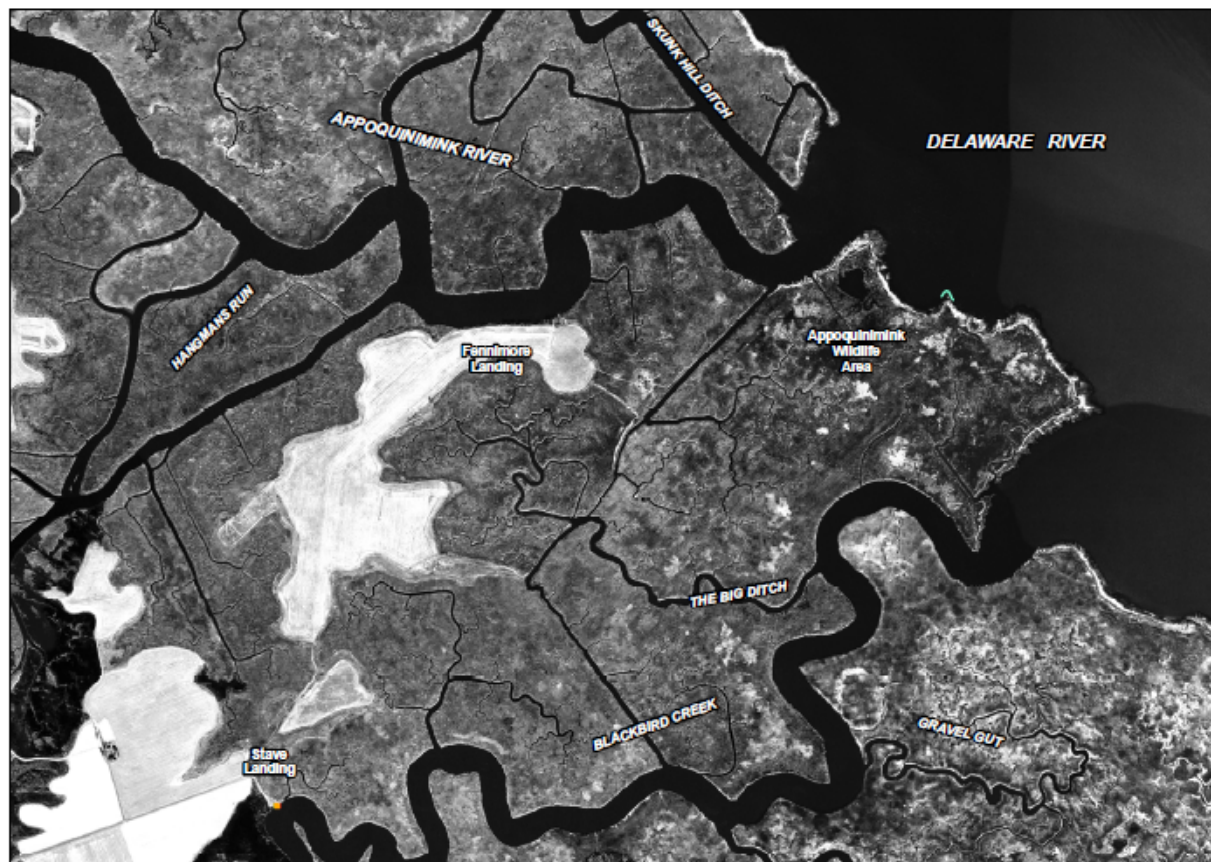 SKUNK HILL DITCH
APPOQUINIMINK RIVER
DELAWARE RIVER
HANGMANS RUN
Fennimore
Landing
Appoquinimink
Wildlife
Area
THE BIG DITCH
BLACKBIRD CREEK
GRAVEL GUT
Stave
Landing